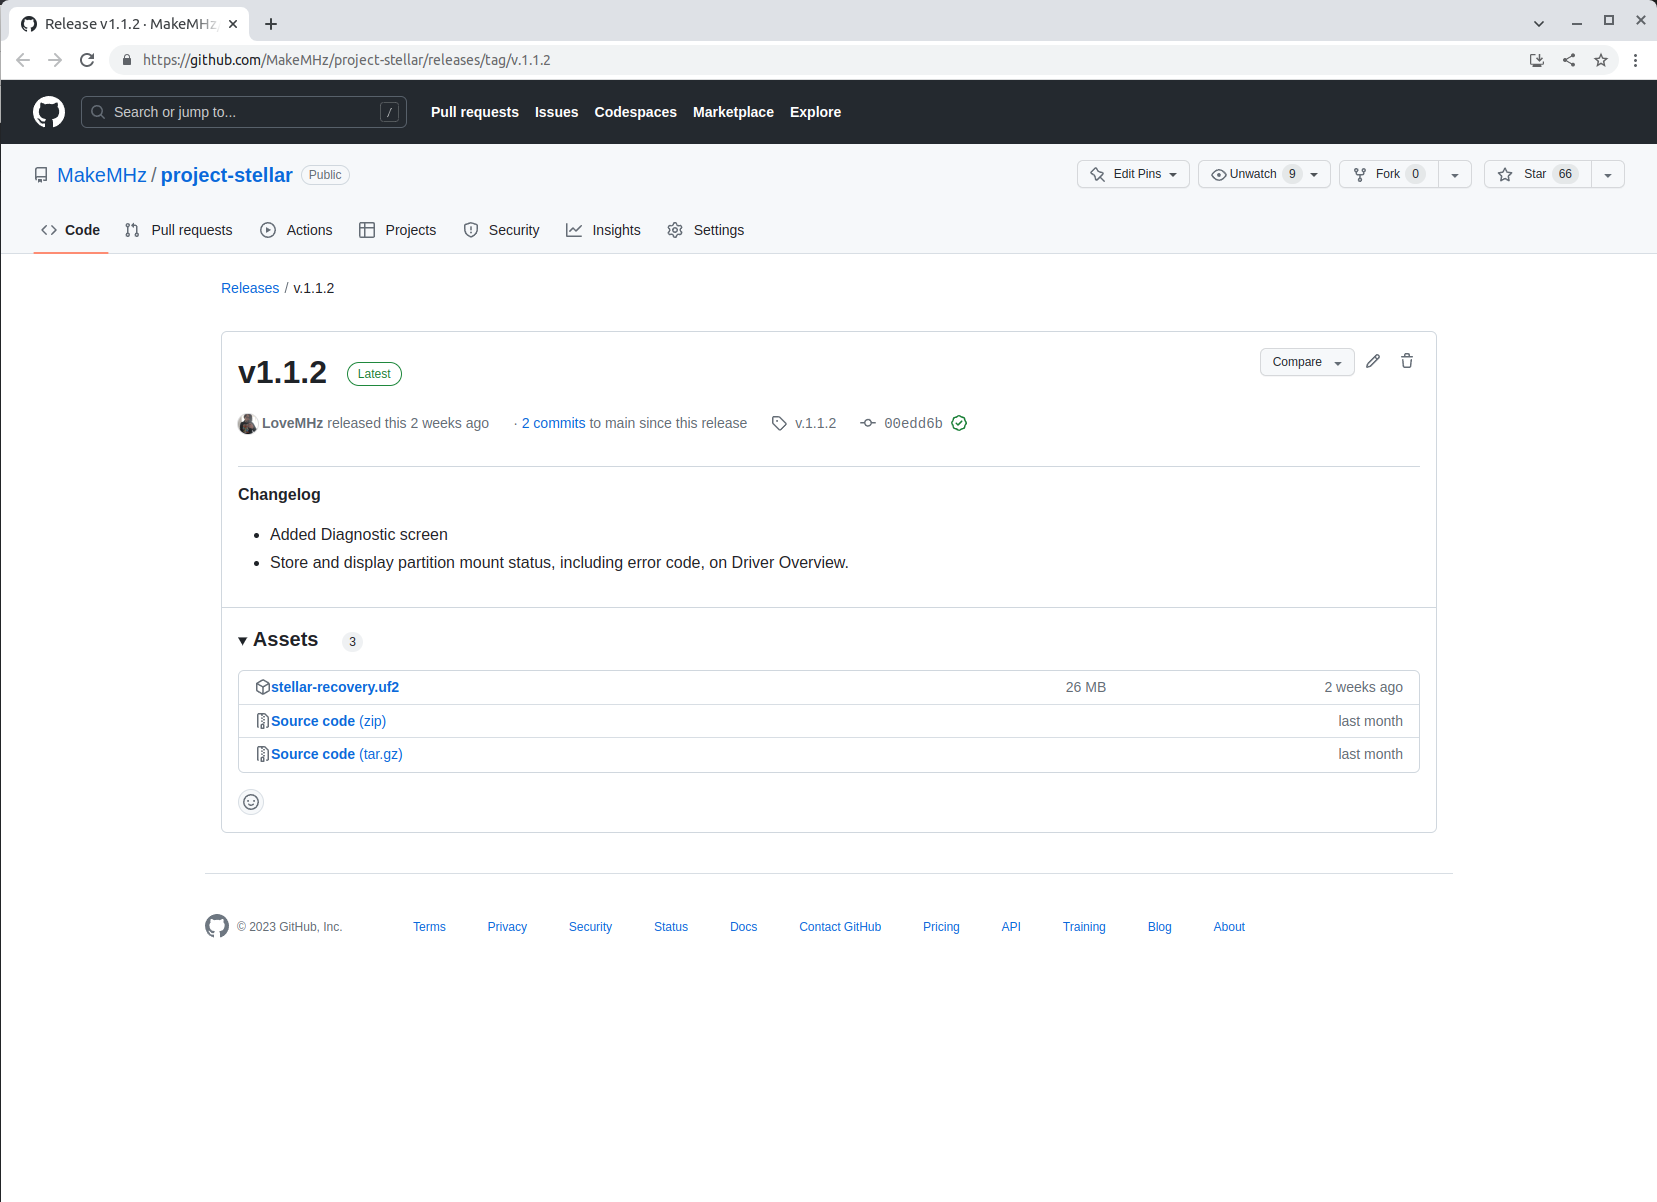 Release v1.1.2 · MakeMHz
https://github.com/MakeMHz/project-stellar/releases/tag/v.1.1.2
Search or jump to... /
Pull requests Issues Codespaces Marketplace Explore
MakeMHz / project-stellar Public
Edit Pins Unwatch 9 Fork 0 Star 66
Code Pull requests Actions Projects Security Insights Settings
Releases / v.1.1.2
v1.1.2 Latest Compare
LoveMHz released this 2 weeks ago · 2 commits to main since this release v.1.1.2 00edd6b
Changelog
• Added Diagnostic screen
• Store and display partition mount status, including error code, on Driver Overview.
Assets 3
stellar-recovery.uf2 26 MB 2 weeks ago
Source code (zip) last month
Source code (tar.gz) last month
© 2023 GitHub, Inc. Terms Privacy Security Status Docs Contact GitHub Pricing API Training Blog About